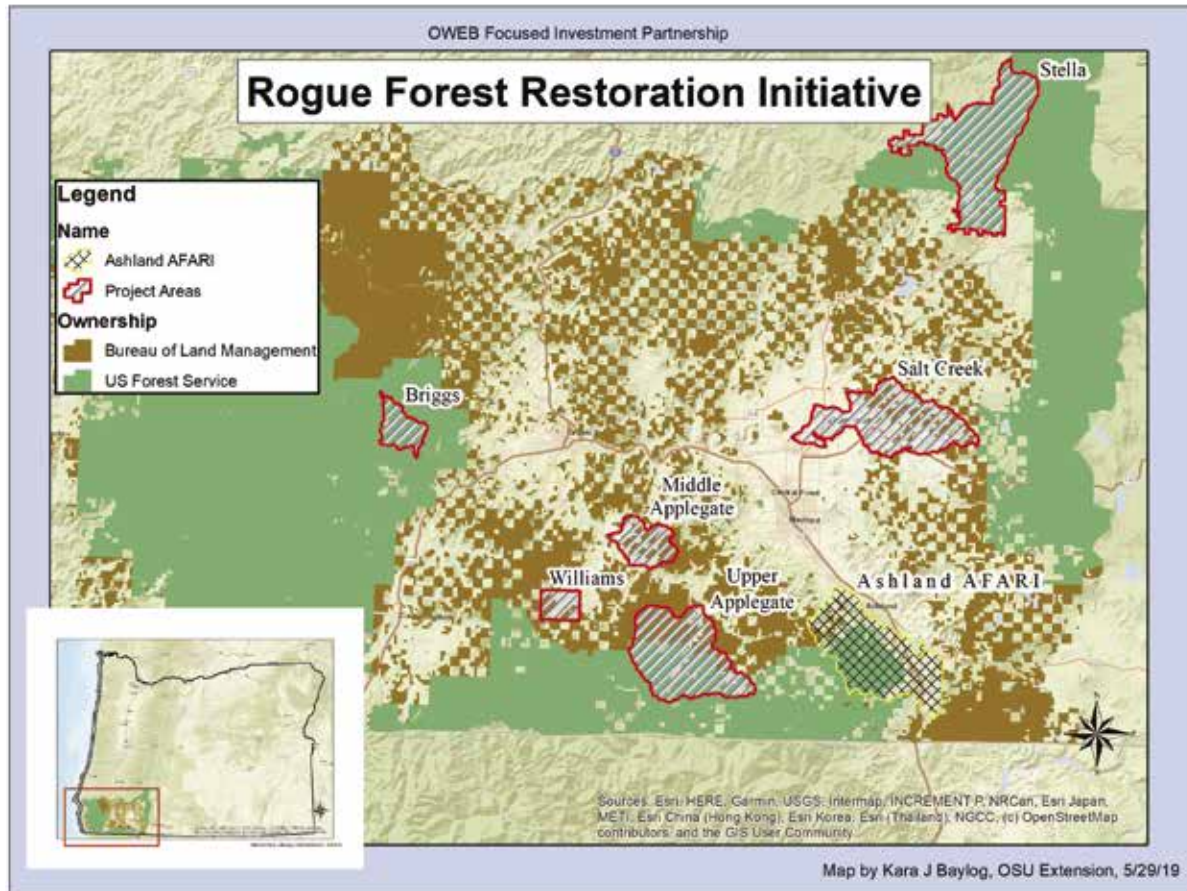 OWEB Focused Investment Partnership
Rogue Forest Restoration Initiative
Stella
Legend
Name
Ashland AFARI
Project Areas
Ownership
Bureau of Land Management
US Forest Service
Briggs
Salt Creek
Middle
Applegate
Williams
Upper
Applegate
Ashland AFARI
Sources: Esri, HERE, Garmin, USGS, Intermap, INCREMENT P, NRCan, Esri Japan,
METI, Esri China (Hong Kong), Esri Korea, Esri (Thailand), NGCC, (c) OpenStreetMap
contributors, and the GIS User Community
Map by Kara J Baylog, OSU Extension, 5/29/19